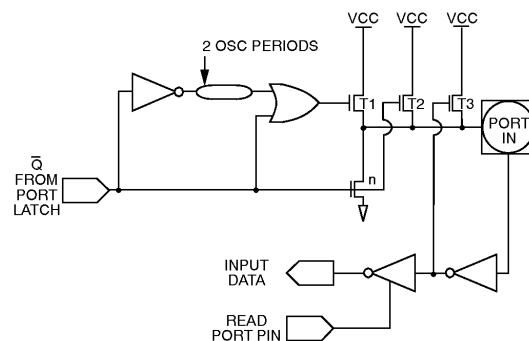 VCC
VCC
VCC
2 OSC PERIODS
T1
T2
T3
PORT
IN
Q
FROM
PORT
LATCH
n
INPUT
DATA
READ
PORT PIN